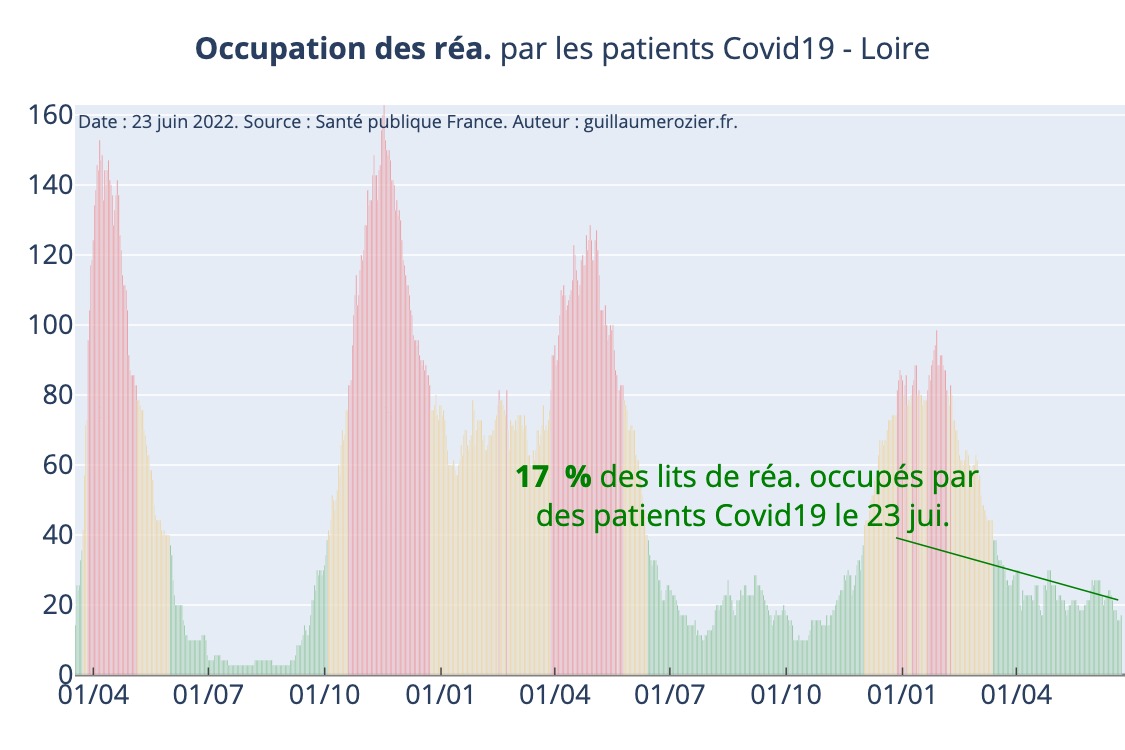 Occupation des réa. par les patients Covid19 - Loire
160
Date : 23 juin 2022. Source : Santé publique France. Auteur : guillaumerozier.fr.
140
120
100
80
60
17 % des lits de réa. occupés par
des patients Covid19 le 23 jui.
40
20
0
01/04 01/07 01/10 01/01 01/04 01/07 01/10 01/01 01/04